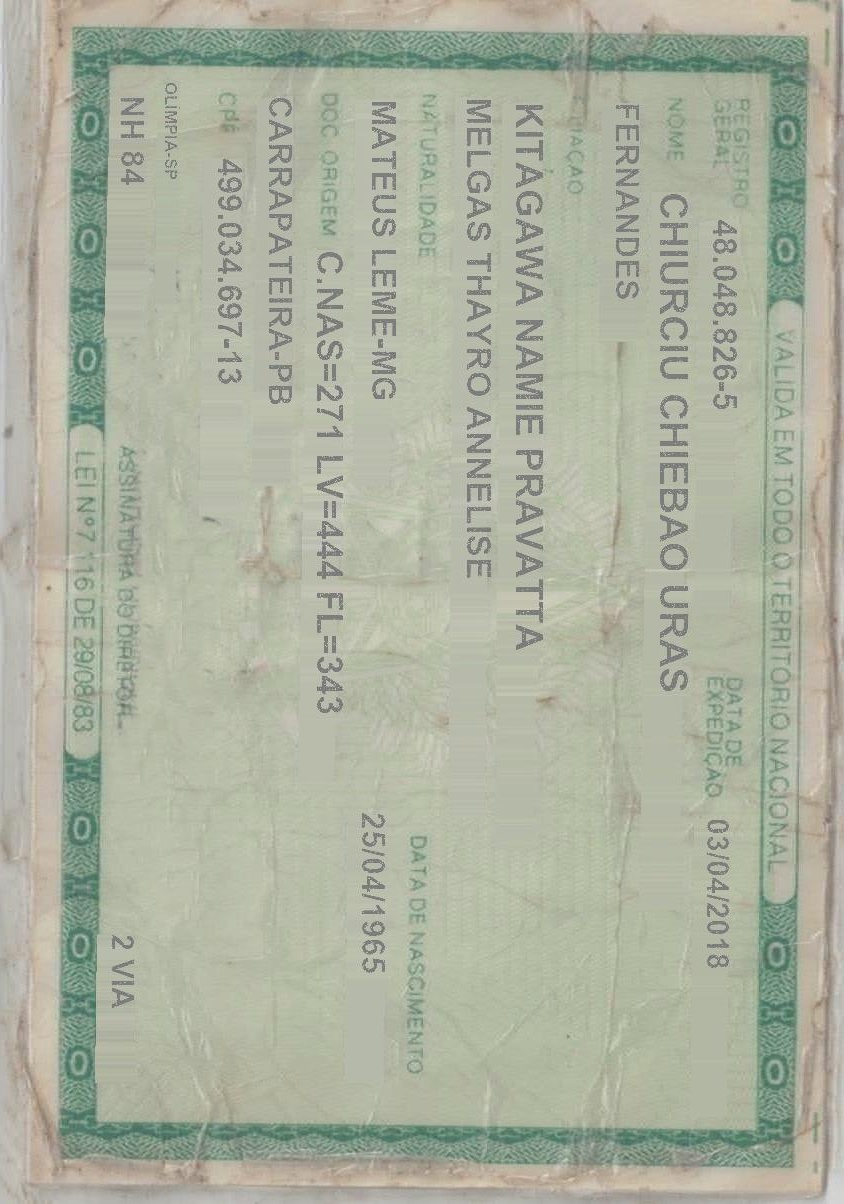 VALIDA EM TODO O TERRITÓRIO NACIONAL
REGISTRO GERAL 48.048.826-5 DATA DE EXPEDIÇÃO 03/04/2018
NOME CHIURCIU CHIEBAO URAS
FERNANDES
FILIAÇÃO
KITAGAWA NAMIE PRAVATTA
MELGAS THAYRO ANNELISE
NATURALIDADE DATA DE NASCIMENTO
MATEUS LEME-MG 25/04/1965
DOC ORIGEM C.NAS=271 LV=444 FL=343
CARRAPATEIRA-PB
CPF 499.034.697-13
OLIMPIA-SP
NH 84 2 VIA
ASSINATURA DO DIRETOR
LEI Nº 7.116 DE 29/08/83